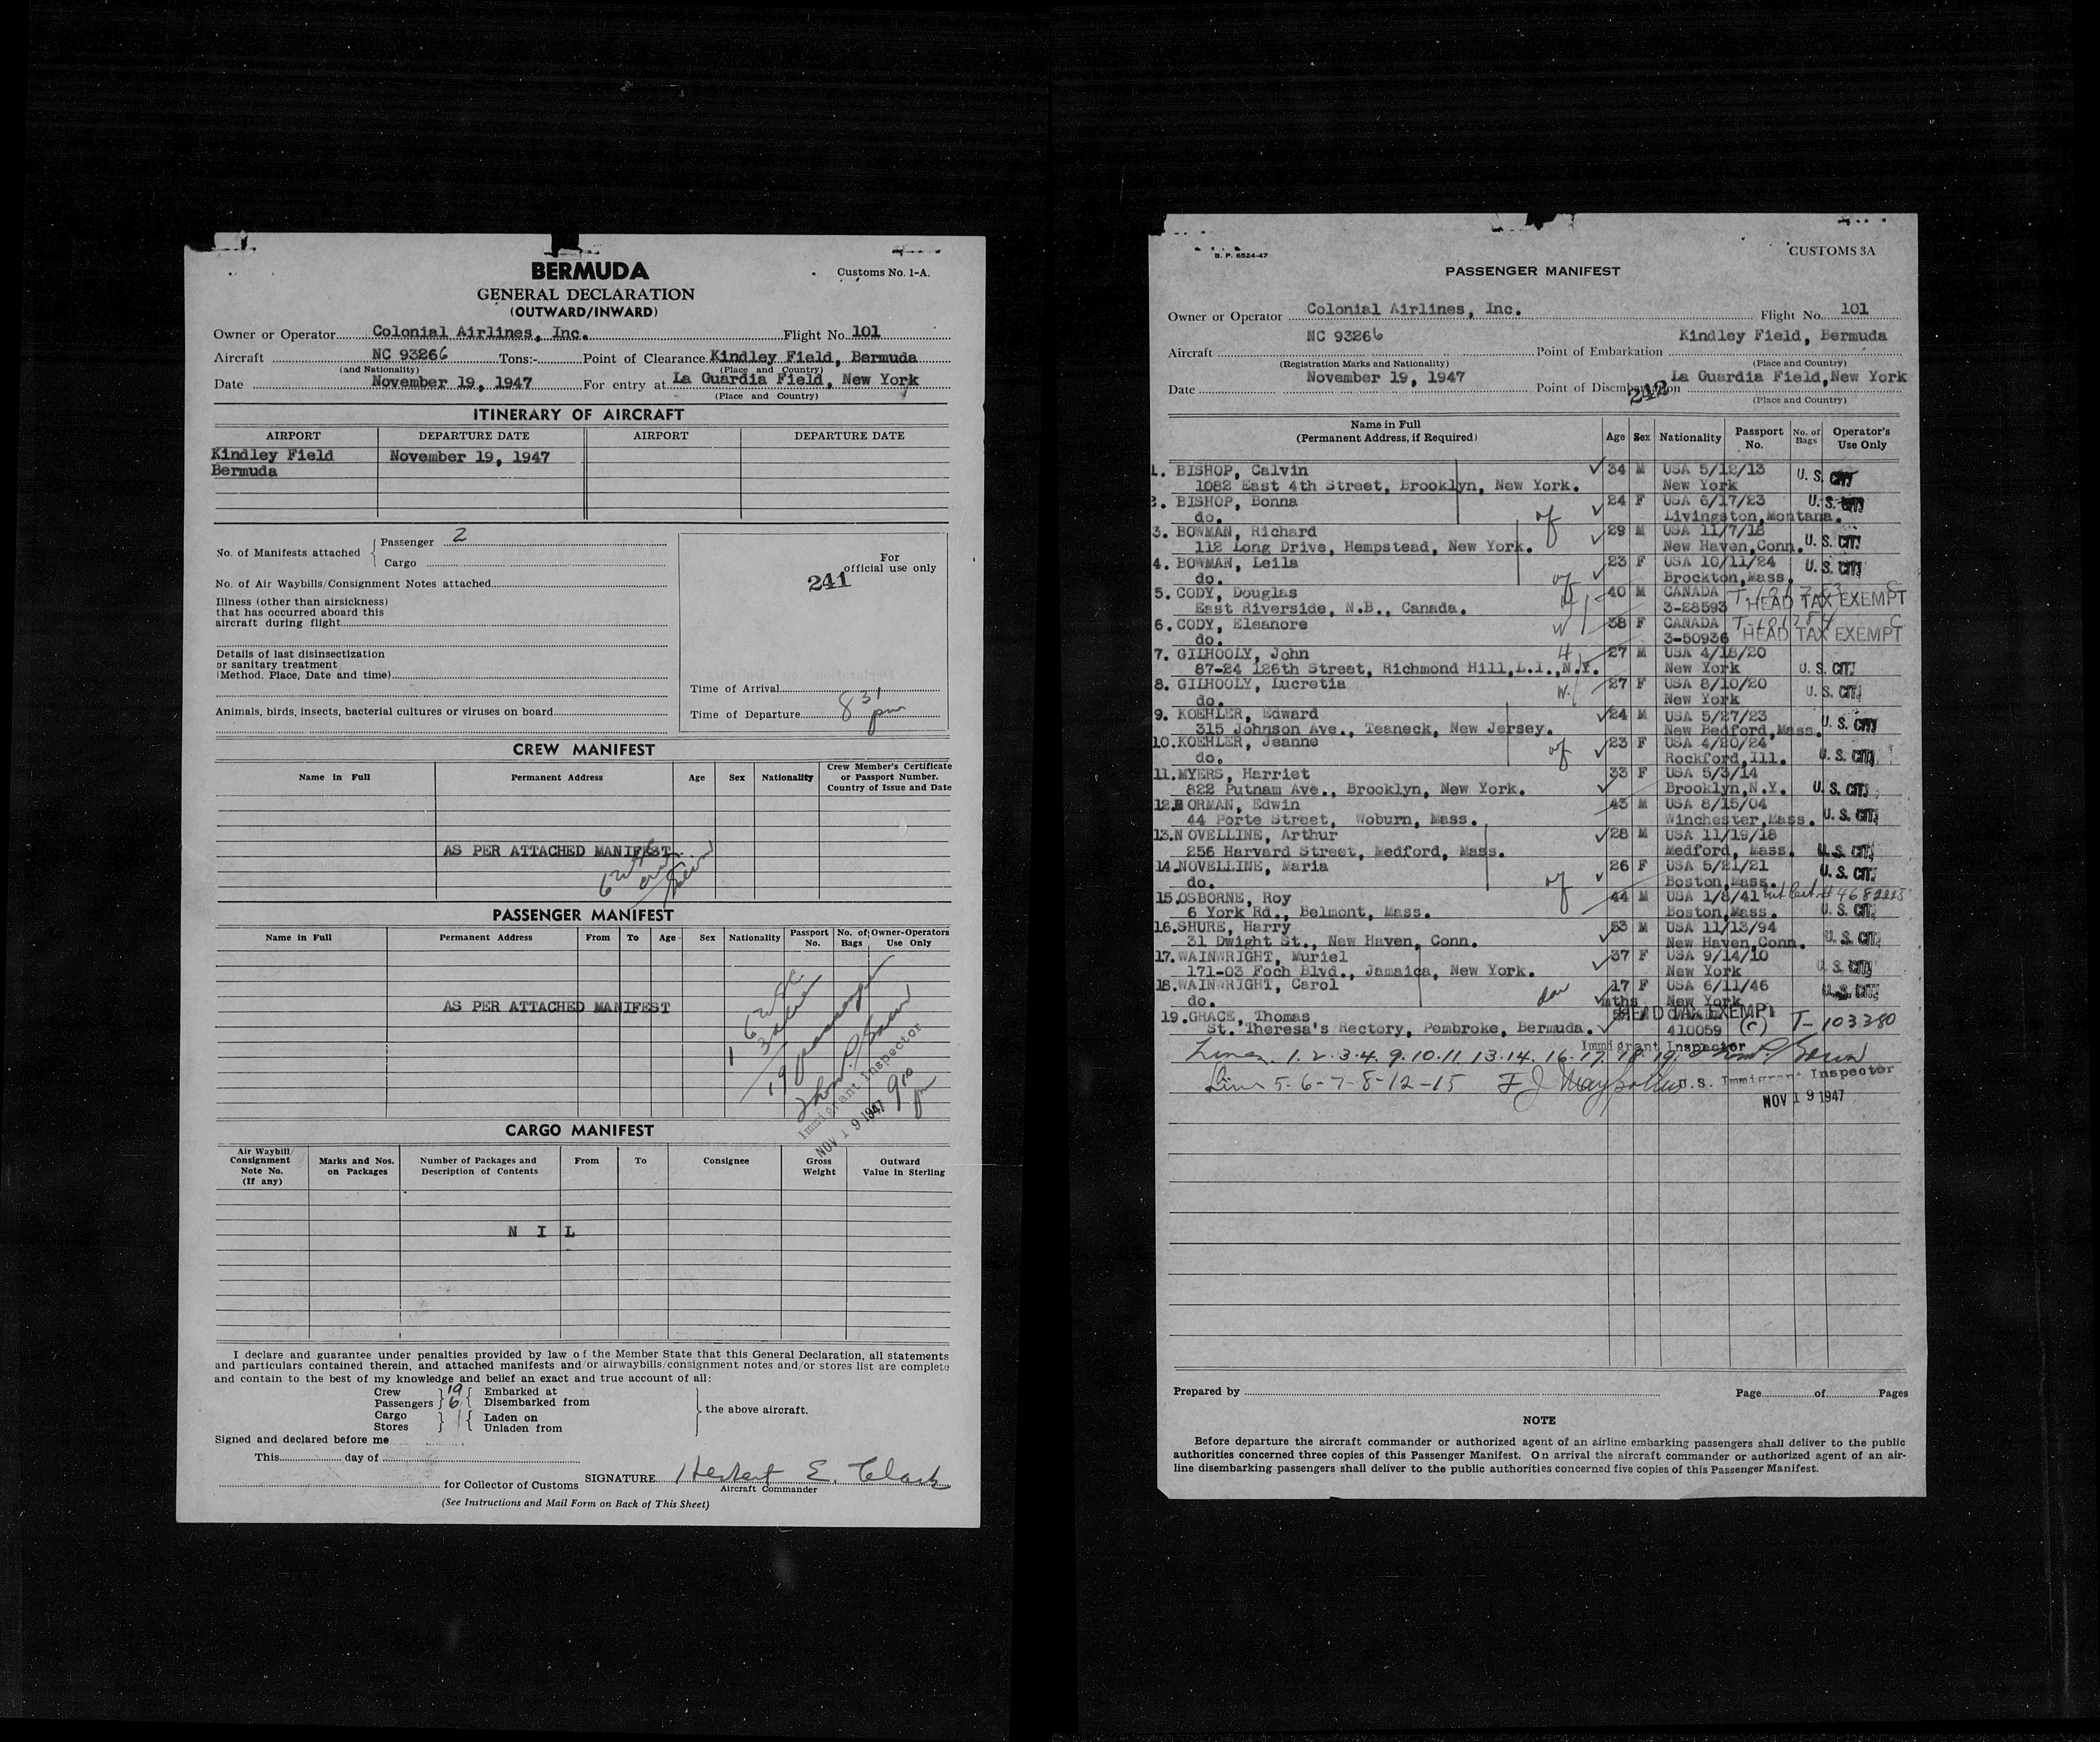 BERMUDA
Customs No. 1-A.
GENERAL DECLARATION
(OUTWARD/INWARD)
Owner or Operator Colonial Airlines, Inc. Flight No. 101
Aircraft NC 93266 Tons:- Point of Clearance Kindley Field, Bermuda
(and Nationality) (Place and Country)
Date November 19, 1947 For entry at La Guardia Field, New York
(Place and Country)
ITINERARY OF AIRCRAFT
AIRPORT DEPARTURE DATE AIRPORT DEPARTURE DATE
Kindley Field November 19, 1947
Bermuda
No. of Manifests attached { Passenger 2
Cargo
For
official use only
241
No. of Air Waybills/Consignment Notes attached
Illness (other than airsickness)
that has occurred aboard this
aircraft during flight
Details of last disinsectization
or sanitary treatment
(Method. Place, Date and time)
Animals, birds, insects, bacterial cultures or viruses on board
Time of Arrival
Time of Departure 8 31 pm
CREW MANIFEST
Name in Full Permanent Address Age Sex Nationality Crew Member's Certificate
or Passport Number.
Country of Issue and Date
AS PER ATTACHED MANIFEST
PASSENGER MANIFEST
Name in Full Permanent Address From To Age Sex Nationality Passport No. No. of Bags Owner-Operators Use Only
AS PER ATTACHED MANIFEST
19 passengers
Immigrant Inspector
NOV 19 1947
9 10 pm
CARGO MANIFEST
Air Waybill/ Consignment Note No. (If any) Marks and Nos. on Packages Number of Packages and Description of Contents From To Consignee Gross Weight Outward Value in Sterling
N I L
I declare and guarantee under penalties provided by law of the Member State that this General Declaration, all statements
and particulars contained therein, and attached manifests and/or airwaybills/consignment notes and/or stores list are complete
and contain to the best of my knowledge and belief an exact and true account of all:
Crew } 19 { Embarked at
Passengers } 6 { Disembarked from
the above aircraft.
Cargo } { Laden on
Stores } { Unladen from
Signed and declared before me
This day of
for Collector of Customs SIGNATURE Herbert E. Clark
Aircraft Commander
(See Instructions and Mail Form on Back of This Sheet)
B. P. 6524-47
CUSTOMS 3A
PASSENGER MANIFEST
Owner or Operator Colonial Airlines, Inc. Flight No. 101
Aircraft NC 93266 Point of Embarkation Kindley Field, Bermuda
(Registration Marks and Nationality) (Place and Country)
Date November 19, 1947 Point of Disembarkation La Guardia Field, New York
242
(Place and Country)
Name in Full
(Permanent Address, if Required) Age Sex Nationality Passport No. No. of Bags Operator's Use Only
1. BISHOP, Calvin 34 M USA 5/12/13
1082 East 4th Street, Brooklyn, New York. New York U. S. CIT
2. BISHOP, Bonna 24 F USA 6/17/23 U. S. CIT
do. Livingston, Montana.
3. BOWMAN, Richard 29 M USA 11/7/18
112 Long Drive, Hempstead, New York. New Haven, Conn. U. S. CIT.
4. BOWMAN, Leila 23 F USA 10/11/24 U. S. CIT.
do. Brockton, Mass.
5. CODY, Douglas 40 M CANADA
East Riverside, N.B., Canada. 3-28593 HEAD TAX EXEMPT C
6. CODY, Eleanore W 38 F CANADA C
do. 3-50936 HEAD TAX EXEMPT
7. GILHOOLY, John H 27 M USA 4/18/20
87-24 126th Street, Richmond Hill, L.I., N.Y. New York U. S. CIT.
8. GILHOOLY, Lucretia W. 27 F USA 8/10/20
do. New York U. S. CIT.
9. KOEHLER, Edward 24 M USA 5/27/23
315 Johnson Ave., Teaneck, New Jersey. New Bedford, Mass. U. S. CIT
10. KOEHLER, Jeanne 23 F USA 4/20/24
do. Rockford, Ill. U. S. CIT.
11. MYERS, Harriet 33 F USA 5/3/14
822 Putnam Ave., Brooklyn, New York. Brooklyn, N.Y. U. S. CIT.
12. NORMAN, Edwin 43 M USA 8/15/04
44 Porte Street, Woburn, Mass. Winchester, Mass. U. S. CIT.
13. NOVELLINE, Arthur 28 M USA 11/19/18
256 Harvard Street, Medford, Mass. Medford, Mass. U. S. CIT.
14. NOVELLINE, Maria 26 F USA 5/21/21
do. Boston, Mass. U. S. CIT.
15. OSBORNE, Roy 44 M USA 1/8/41
6 York Rd., Belmont, Mass. Boston, Mass. U. S. CIT.
16. SHURE, Harry 53 M USA 11/13/94
31 Dwight St., New Haven, Conn. New Haven, Conn. U. S. CIT.
17. WAINWRIGHT, Muriel 37 F USA 9/14/10
171-03 Foch Blvd., Jamaica, New York. New York U. S. CIT
18. WAINWRIGHT, Carol dau 17 F USA 6/11/46
do. mths New York U. S. CIT.
19. GRACE, Thomas HEAD TAX EXEMPT
St. Theresa's Rectory, Pembroke, Bermuda. 410059 (C) T-103380
Immigrant Inspector
Lines 1. 2. 3. 4. 9. 10. 11. 13. 14. 16. 17. 18. 19.
Lines 5-6-7-8-12-15
U.S. Immigrant Inspector
NOV 19 1947
Prepared by Page of Pages
NOTE
Before departure the aircraft commander or authorized agent of an airline embarking passengers shall deliver to the public
authorities concerned three copies of this Passenger Manifest. On arrival the aircraft commander or authorized agent of an air-
line disembarking passengers shall deliver to the public authorities concerned five copies of this Passenger Manifest.